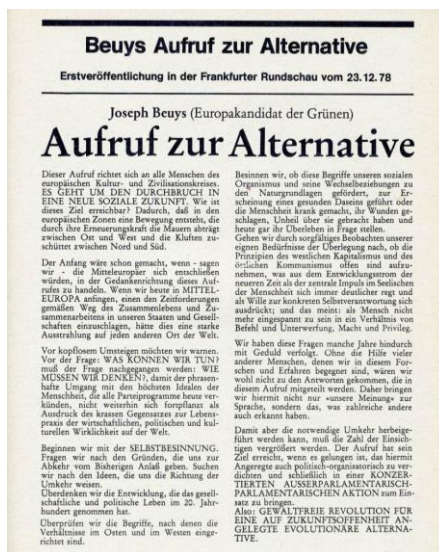 Beuys Aufruf zur Alternative
Erstveröffentlichung in der Frankfurter Rundschau vom 23.12.78
Joseph Beuys (Europakandidat der Grünen)
Aufruf zur Alternative
Dieser Aufruf richtet sich an alle Menschen des
europäischen Kultur- und Zivilisationskreises.
ES GEHT UM DEN DURCHBRUCH IN
EINE NEUE SOZIALE ZUKUNFT. Wie ist
dieses Ziel erreichbar? Dadurch, daß in den
europäischen Zonen eine Bewegung entsteht, die
durch ihre Erneuerungskraft die Mauern abträgt
zwischen Ost und West und die Kluften zu-
schüttet zwischen Nord und Süd.
Der Anfang wäre schon gemacht, wenn - sagen
wir - die Mitteleuropäer sich entschließen
würden, in der Gedankenrichtung dieses Auf-
rufes zu handeln. Wenn wir heute in MITTEL-
EUROPA anfingen, einen den Zeitforderungen
gemäßen Weg des Zusammenlebens und Zu-
sammenarbeitens in unseren Staaten und Gesell-
schaften einzuschlagen, hätte dies eine starke
Ausstrahlung auf jeden anderen Ort der Welt.
Vor kopflosem Umsteigen möchten wir warnen.
Vor der Frage: WAS KÖNNEN WIR TUN?
muß der Frage nachgegangen werden: WIE
MÜSSEN WIR DENKEN?, damit der phrasen-
hafte Umgang mit den höchsten Idealen der
Menschheit, die alle Parteiprogramme heute ver-
künden, nicht weiterhin sich fortpflanzt als
Ausdruck des krassen Gegensatzes zur Lebens-
praxis der wirtschaftlichen, politischen und kul-
turellen Wirklichkeit auf der Welt.
Beginnen wir mit der SELBSTBESINNUNG.
Fragen wir nach den Gründen, die uns zur
Abkehr vom Bisherigen Anlaß geben. Suchen
wir nach den Ideen, die uns die Richtung der
Umkehr weisen.
Überdenken wir die Entwicklung, die das gesell-
schaftliche und politische Leben im 20. Jahr-
hundert genommen hat.
Überprüfen wir die Begriffe, nach denen die
Verhältnisse im Osten und im Westen einge-
richtet sind.
Besinnen wir, ob diese Begriffe unseren sozialen
Organismus und seine Wechselbeziehungen zu
den Naturgrundlagen gefördert, zur Er-
scheinung eines gesunden Daseins geführt oder
die Menschheit krank gemacht, ihr Wunden ge-
schlagen, Unheil über sie gebracht haben und
heute gar ihr Überleben in Frage stellen.
Gehen wir durch sorgfältiges Beobachten unserer
eigenen Bedürfnisse der Überlegung nach, ob die
Prinzipien des westlichen Kapitalismus und des
östlichen Kommunismus offen sind aufzu-
nehmen, was aus dem Entwicklungsstrom der
neueren Zeit als der zentrale Impuls im Seelischen
der Menschheit sich immer deutlicher regt und
als Wille zur konkreten Selbstverantwortung sich
ausdrückt; und das meint: als Mensch nicht
mehr eingespannt zu sein in ein Verhältnis von
Befehl und Unterwerfung, Macht und Privileg.
Wir haben diese Fragen manche Jahre hindurch
mit Geduld verfolgt. Ohne die Hilfe vieler
anderer Menschen, denen wir in diesem For-
schen und Erfahren begegnet sind, wären wir
wohl nicht zu den Antworten gekommen, die in
diesem Aufruf mitgeteilt werden. Daher bringen
wir hiermit nicht nur »unsere Meinung« zur
Sprache, sondern das, was zahlreiche andere
auch erkannt haben.
Damit aber die notwendige Umkehr herbeige-
führt werden kann, muß die Zahl der Einsich-
tigen vergrößert werden. Der Aufruf hat sein
Ziel erreicht, wenn es gelungen ist, das hiermit
Angeregte auch politisch-organisatorisch zu ver-
dichten und schließlich in einer KONZER-
TIERTEN AUSSERPARLAMENTARISCH-
PARLAMENTARISCHEN AKTION zum Ein-
satz zu bringen.
Also: GEWALTFREIE REVOLUTION FÜR
EINE AUF ZUKUNFTSOFFENHEIT AN-
GELEGTE EVOLUTIONÄRE ALTERNA-
TIVE.